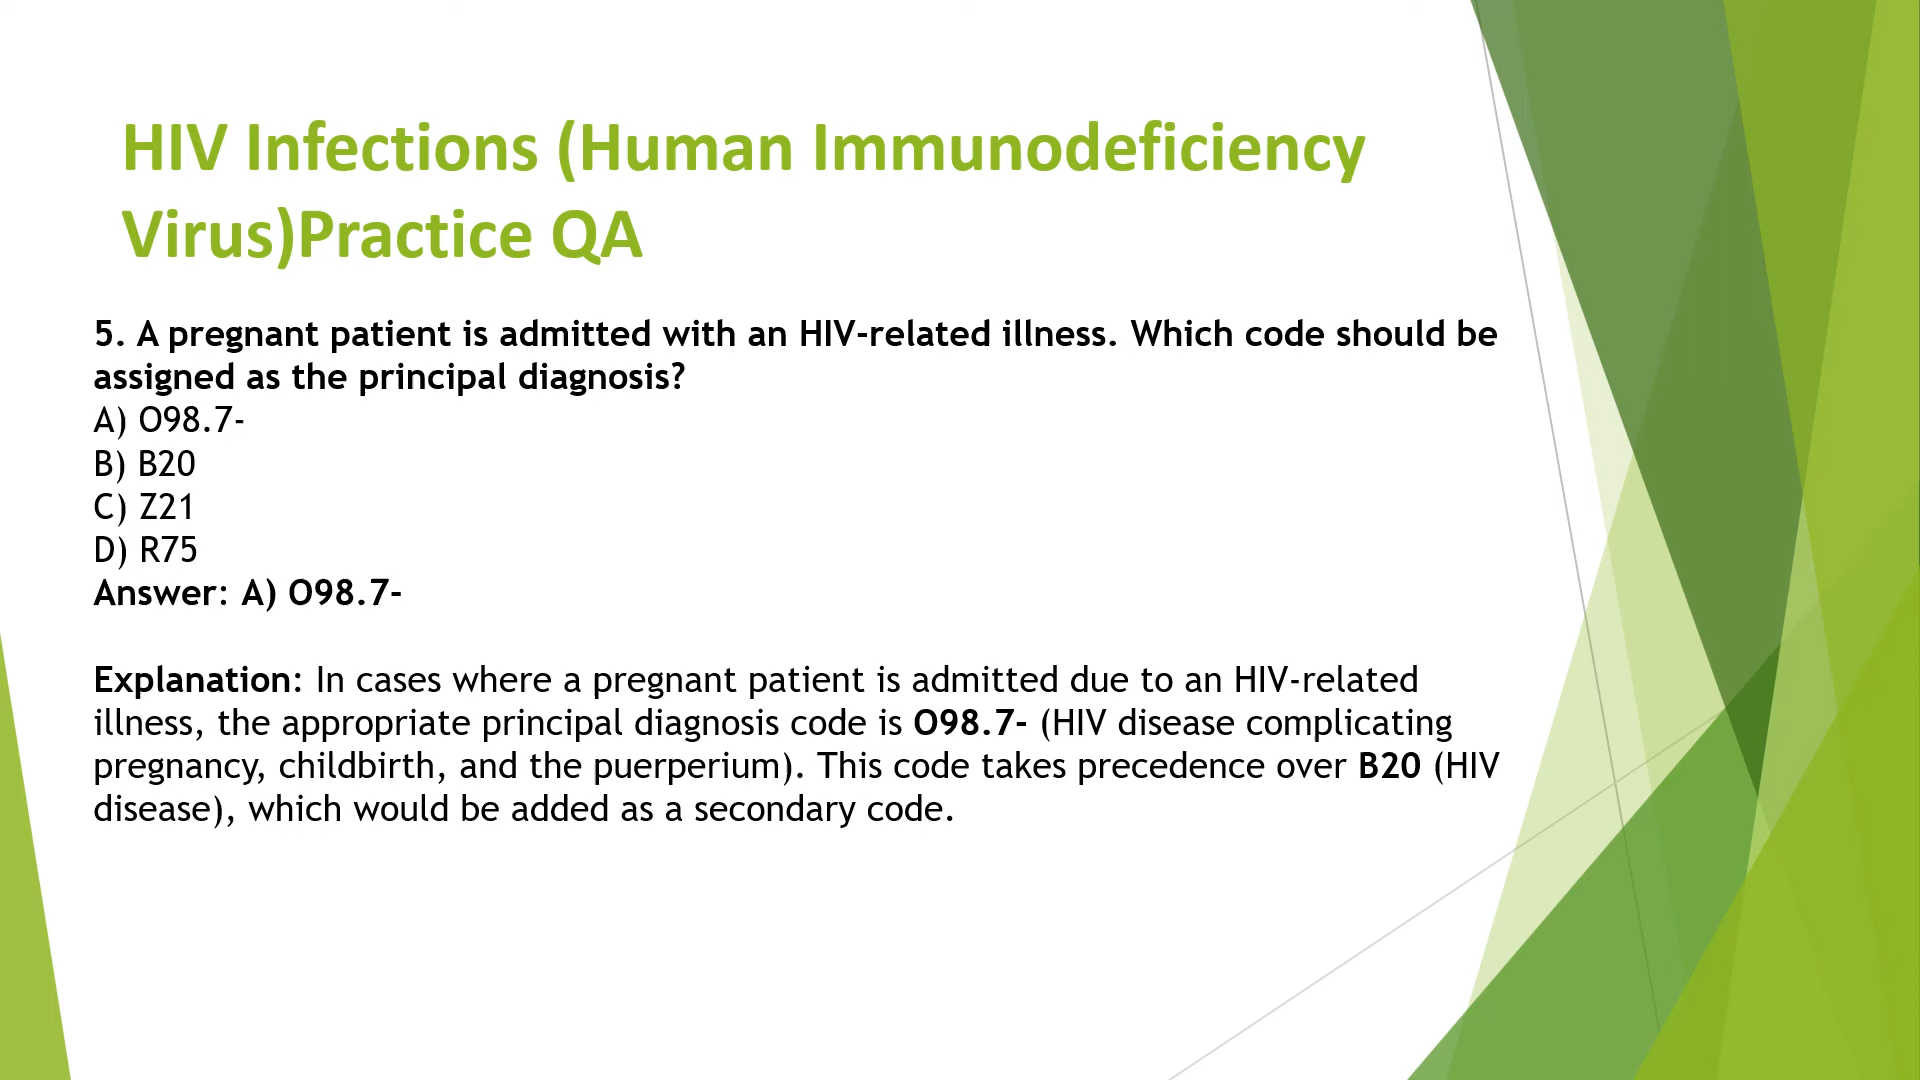 HIV Infections (Human Immunodeficiency
Virus)Practice QA
5. A pregnant patient is admitted with an HIV-related illness. Which code should be
assigned as the principal diagnosis?
A) O98.7-
B) B20
C) Z21
D) R75
Answer: A) O98.7-
Explanation: In cases where a pregnant patient is admitted due to an HIV-related
illness, the appropriate principal diagnosis code is O98.7- (HIV disease complicating
pregnancy, childbirth, and the puerperium). This code takes precedence over B20 (HIV
disease), which would be added as a secondary code.